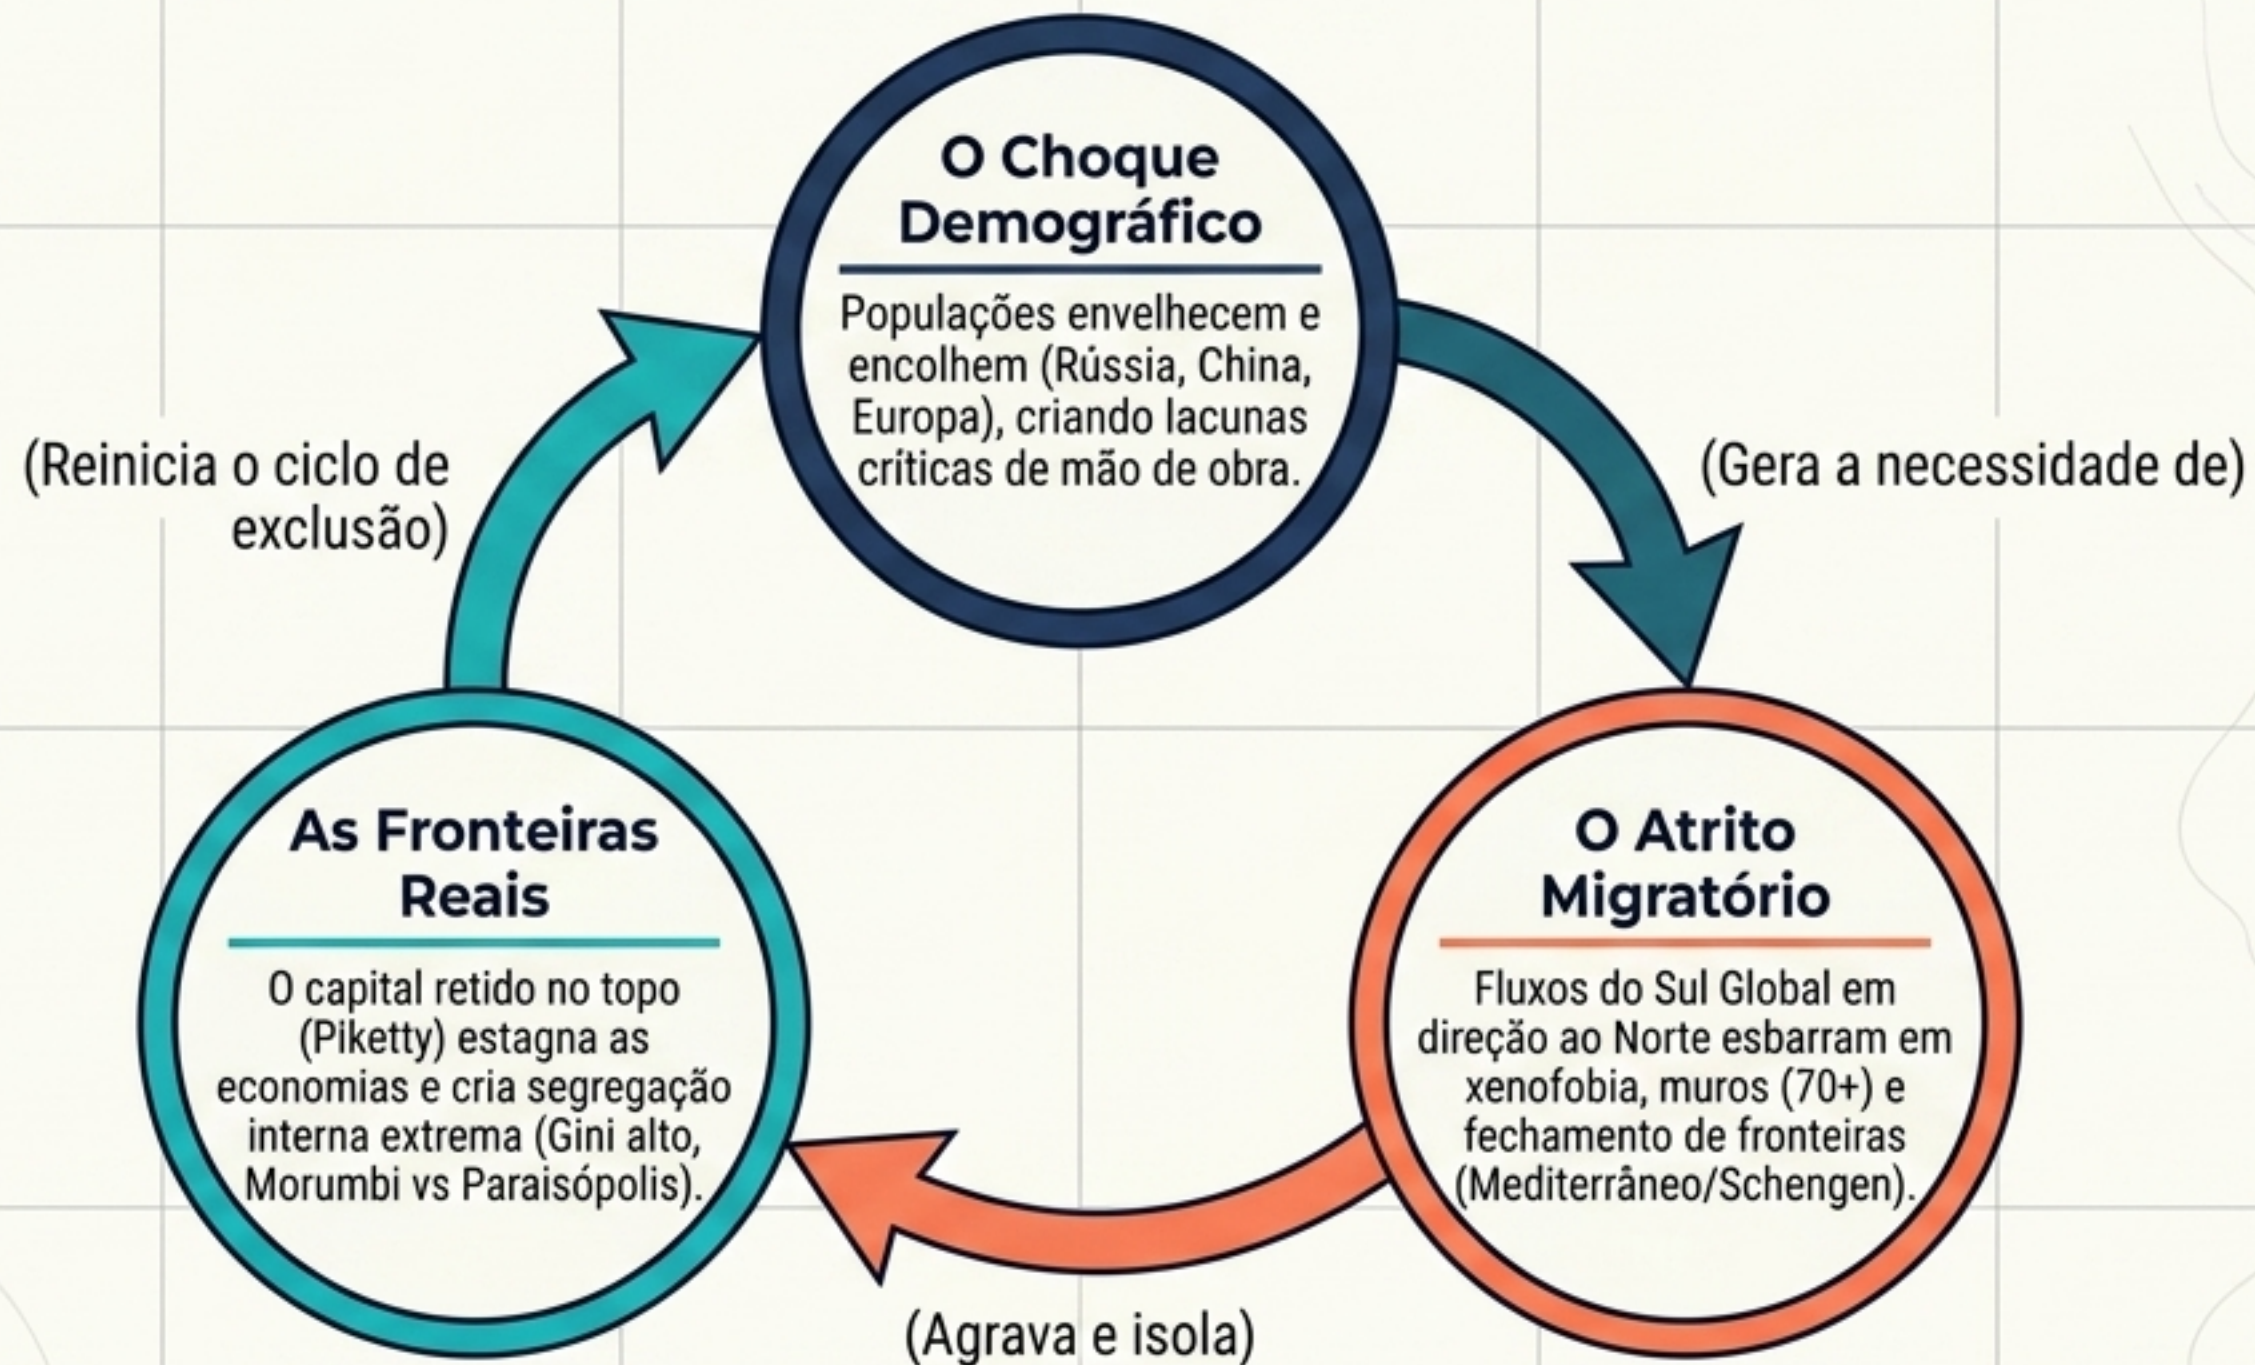 O Choque
Demográfico
Populações envelhecem e
encolhem (Rússia, China,
Europa), criando lacunas
críticas de mão de obra.
(Gera a necessidade de)
O Atrito
Migratório
Fluxos do Sul Global em
direção ao Norte esbarram em
xenofobia, muros (70+) e
fechamento de fronteiras
(Mediterrâneo/Schengen).
(Agrava e isola)
As Fronteiras
Reais
O capital retido no topo
(Piketty) estagna as
economias e cria segregação
interna extrema (Gini alto,
Morumbi vs Paraisópolis).
(Reinicia o ciclo de
exclusão)